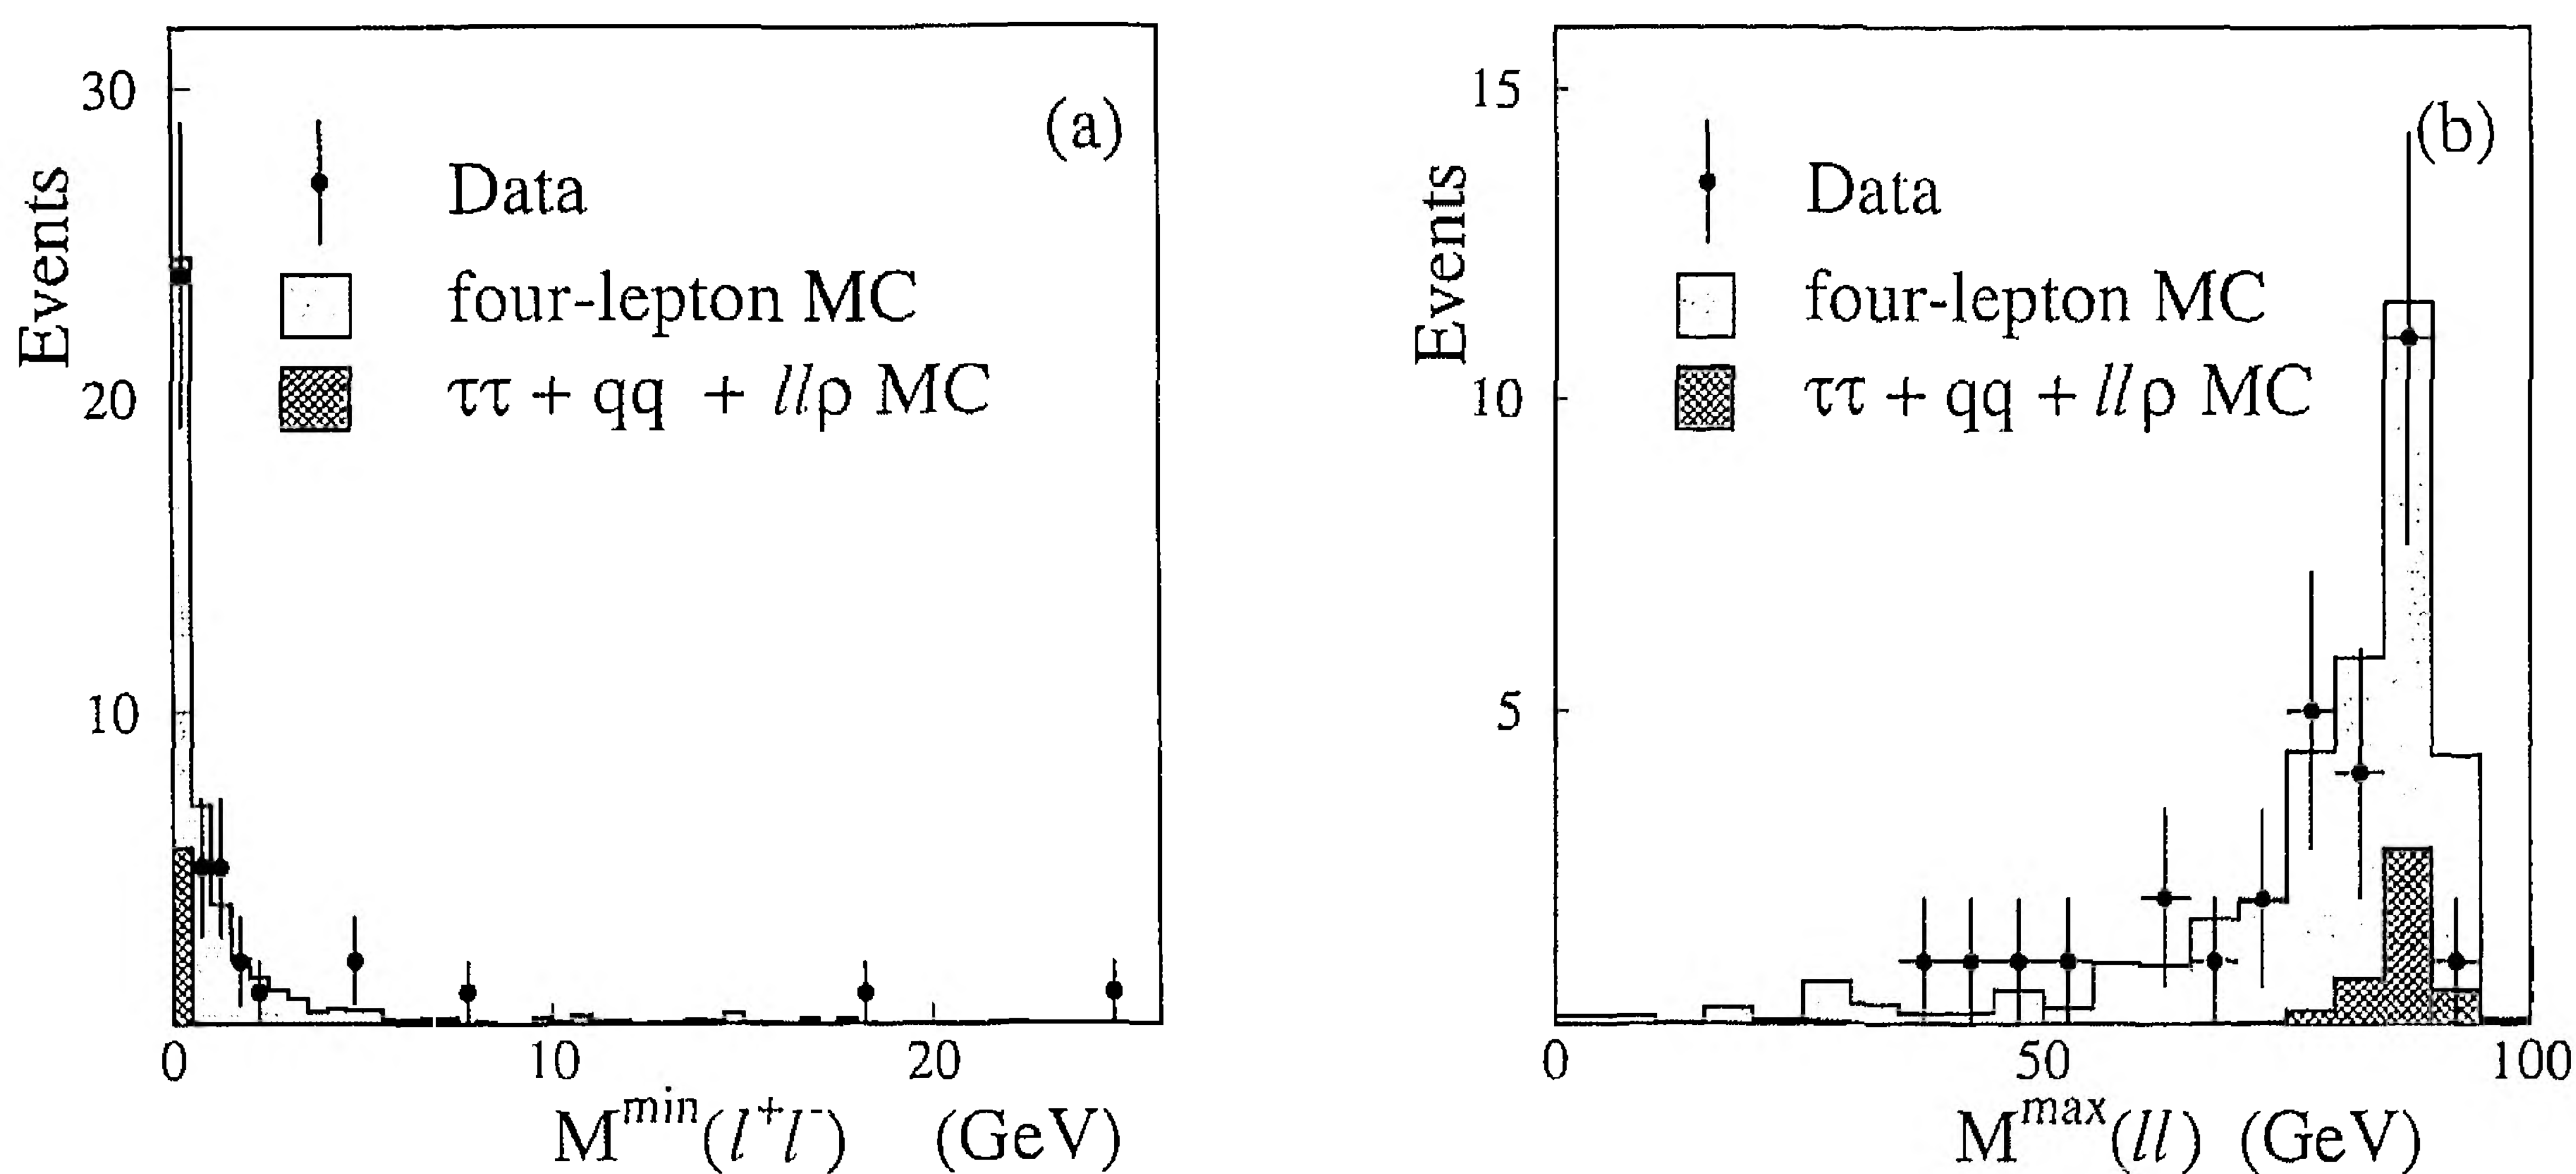 30
20
10
Events
(a)
Data
four-lepton MC
ττ + qq + llρ MC
0 10 20
M^min(l⁺l⁻) (GeV)
15
10
5
Events
(b)
Data
four-lepton MC
ττ + qq + llρ MC
0 50 100
M^max(ll) (GeV)